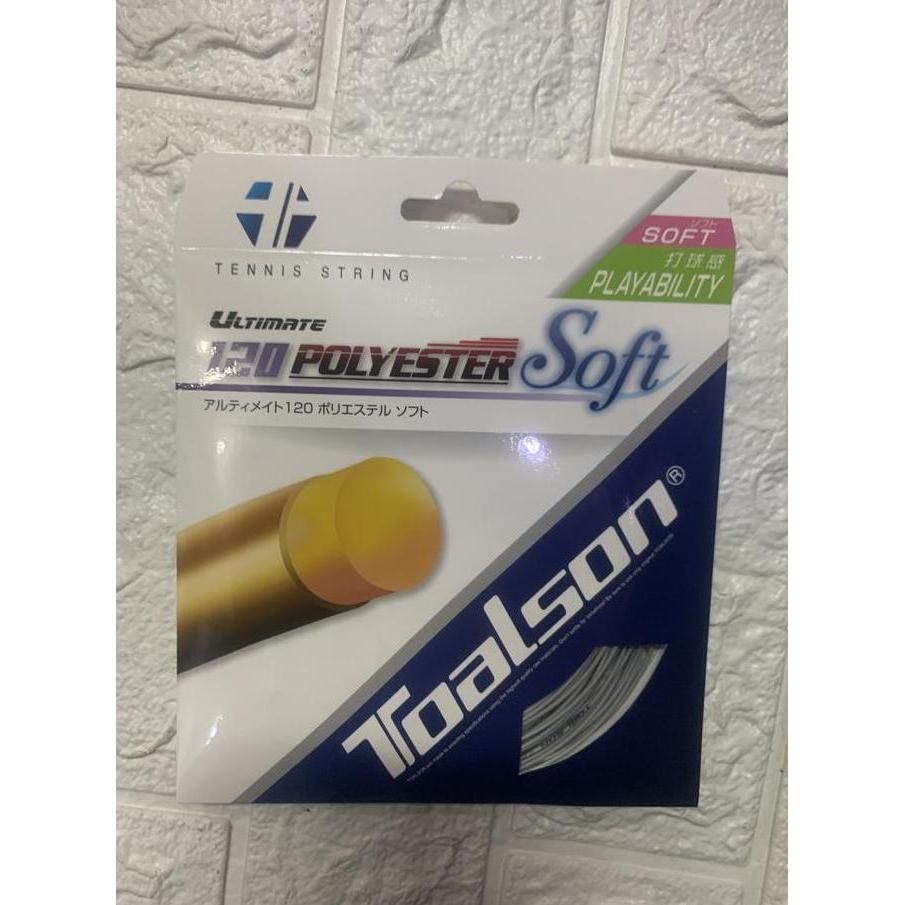 TENNIS STRING
ソフト
SOFT
打球感
PLAYABILITY
ULTIMATE
120 POLYESTER Soft
アルティメイト120 ポリエステル ソフト
Toalson®